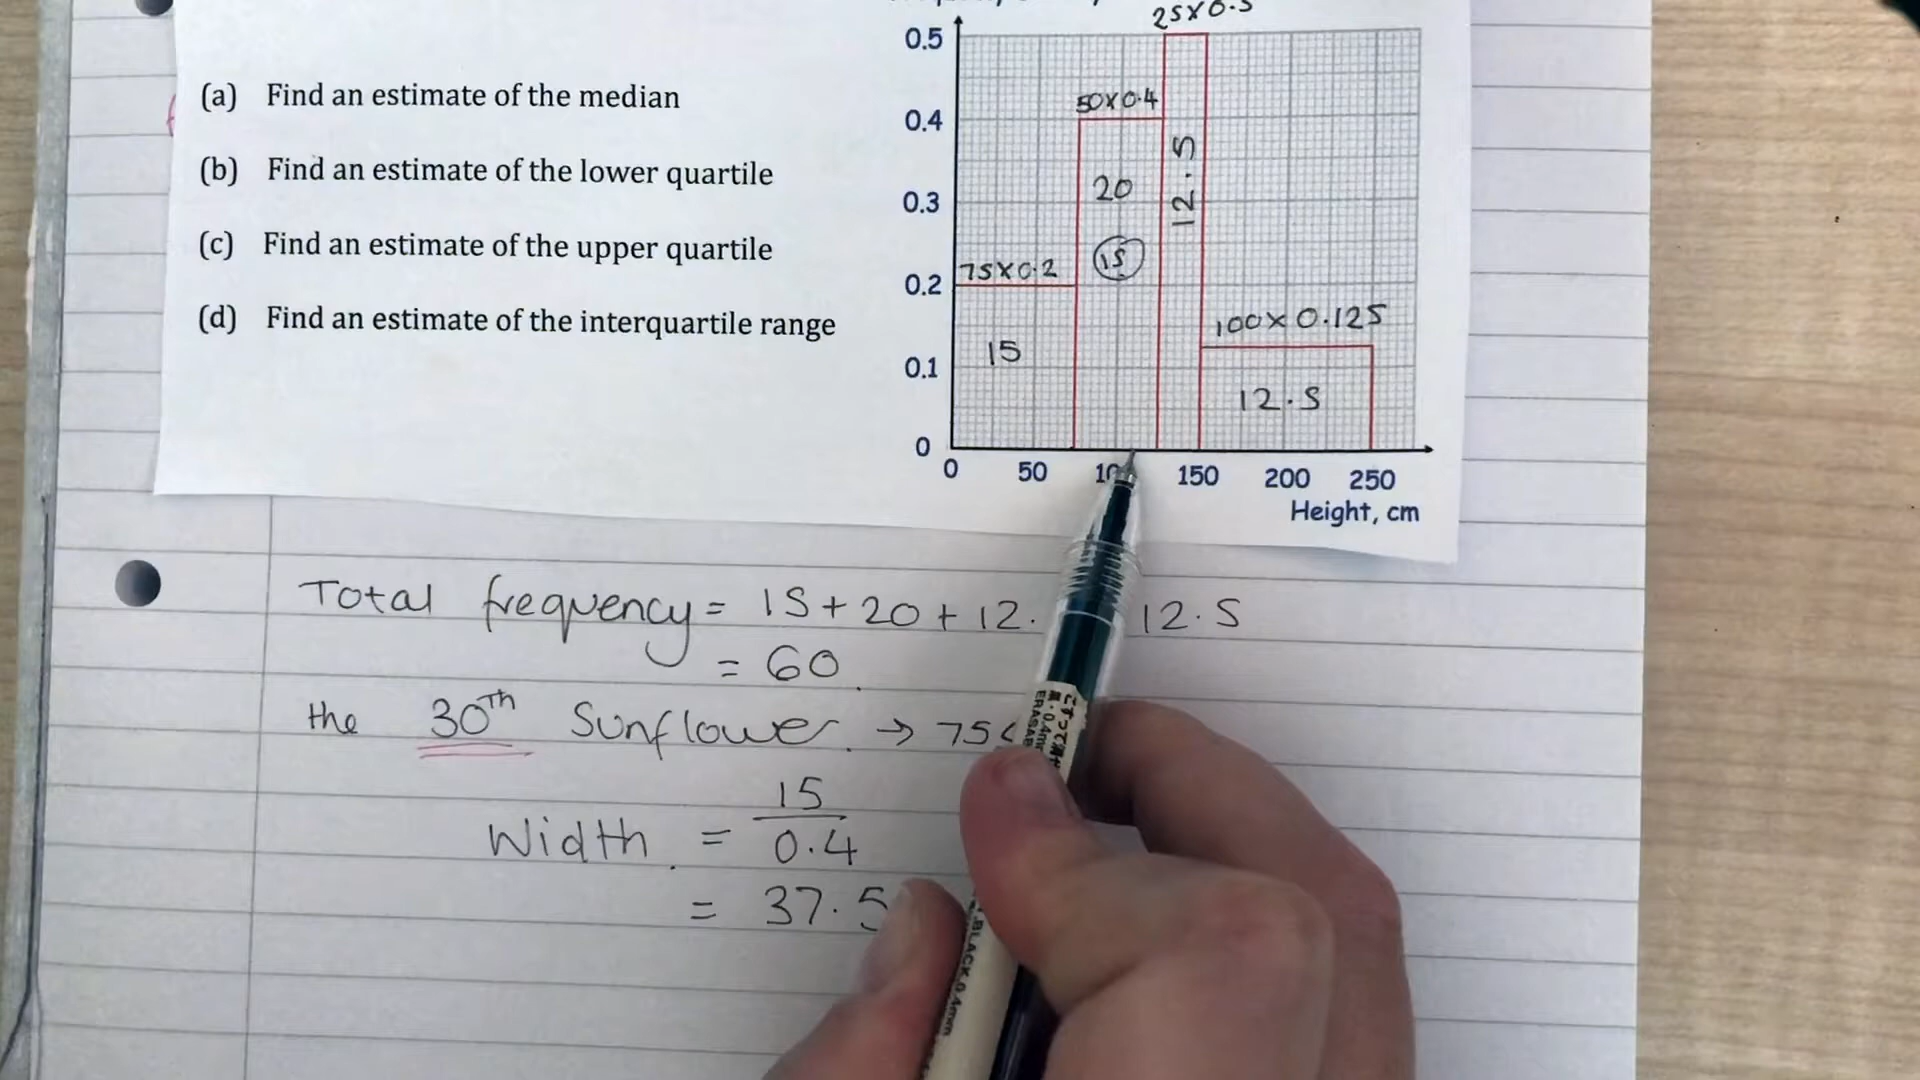 25×0.5
0.5
(a) Find an estimate of the median
50×0.4
0.4
12.5
(b) Find an estimate of the lower quartile
20
0.3
(c) Find an estimate of the upper quartile
15
75×0.2
0.2
(d) Find an estimate of the interquartile range
100×0.125
15
0.1
12.5
0
0 50 150 200 250
Height, cm
Total frequency = 15+20+12. 12.5
= 60
the 30Th Sunflower → 75<
Width = 15
0.4
= 37.5
ERASAB
BLACK 0.4mm